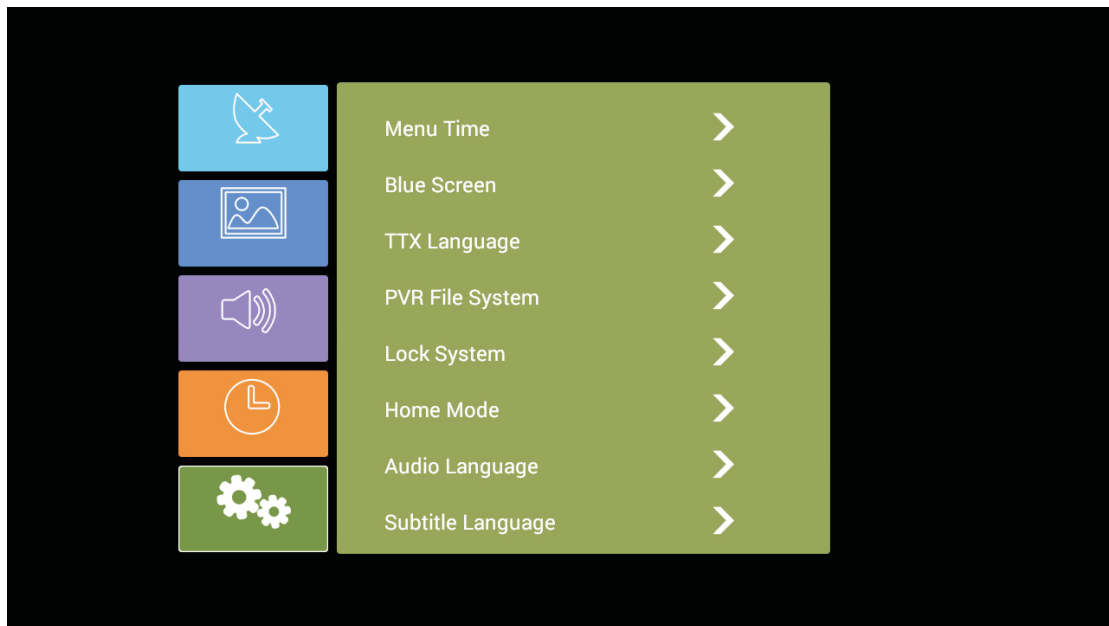 Menu Time
Blue Screen
TTX Language
PVR File System
Lock System
Home Mode
Audio Language
Subtitle Language